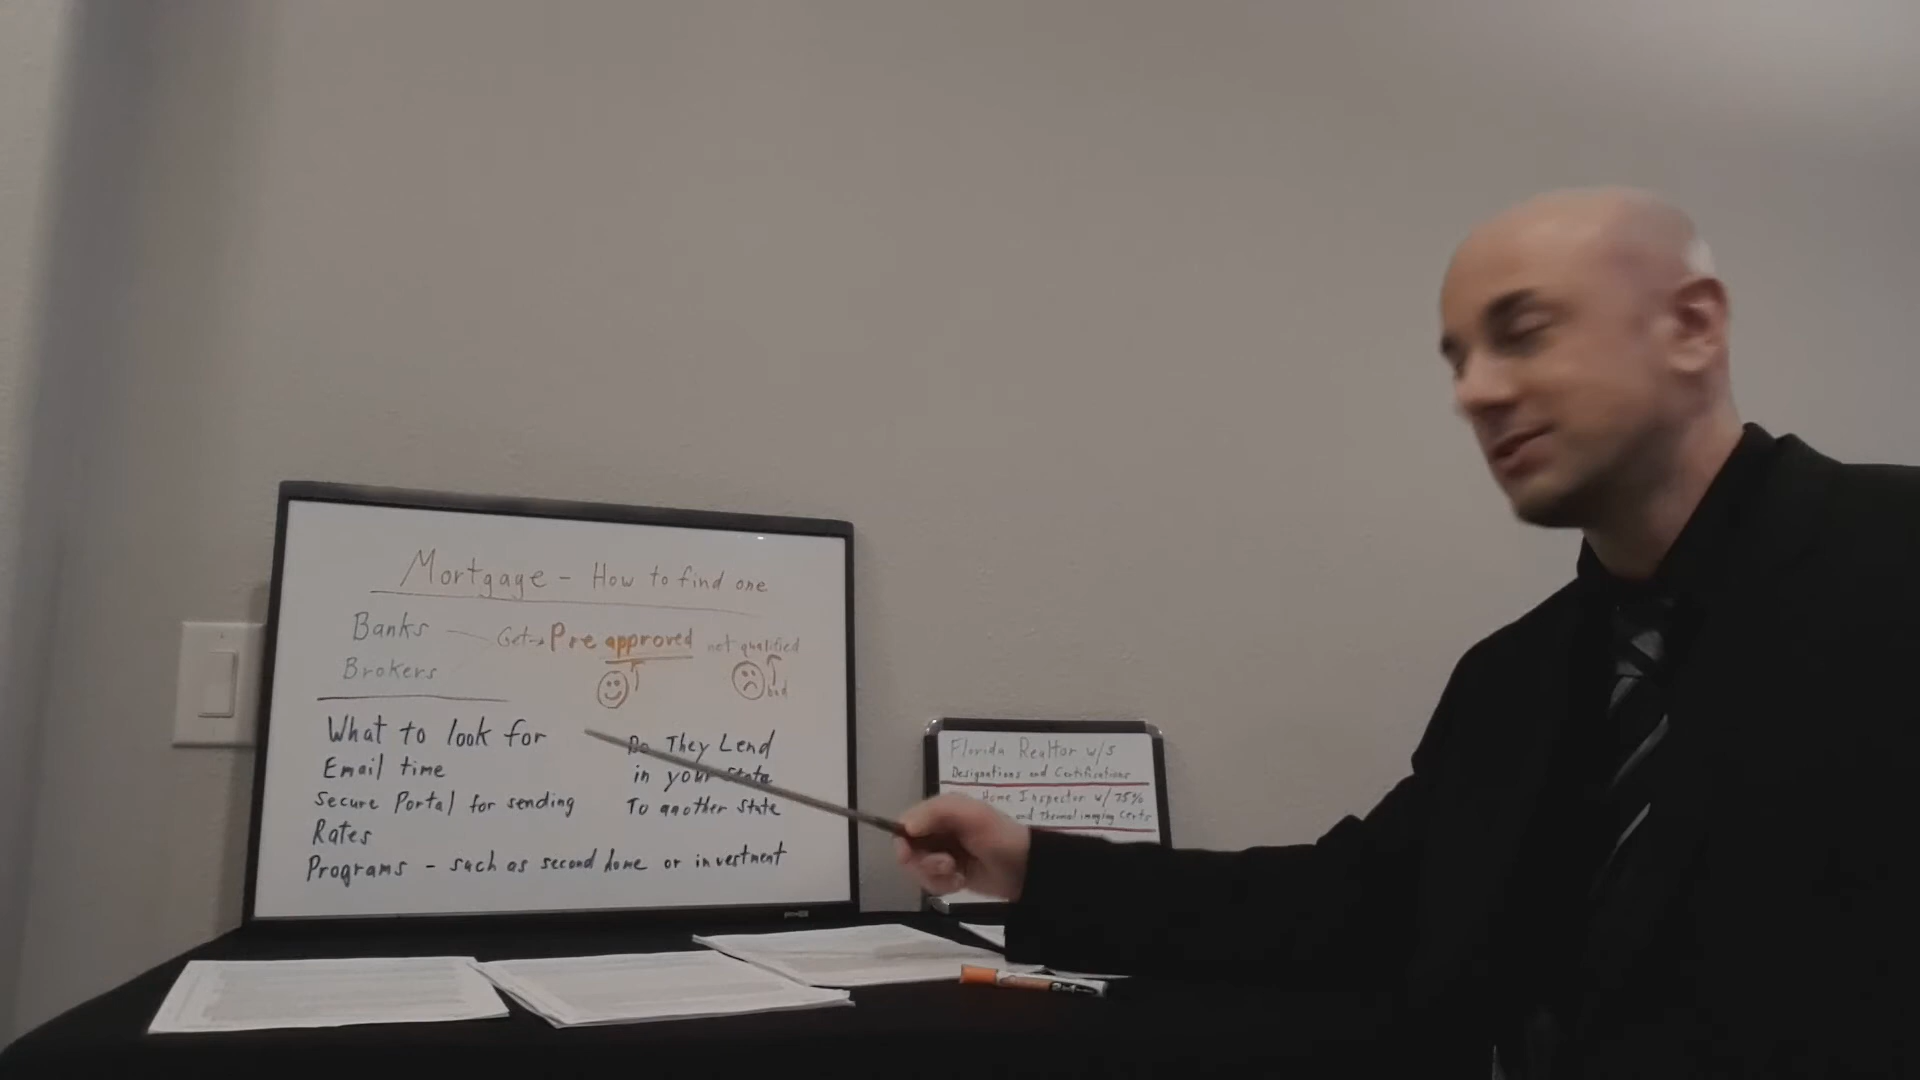 Mortgage - How to find one
Banks
Brokers
Get→ Pre approved not qualified
bad
What to look for
Email time
Secure Portal for sending
Rates
Programs - such as second home or investment
Do They Lend
in your State
To another State
Florida Realtor w/5
Designations and Certifications
Home Inspector w/ 75%
and Thermal imaging Certs